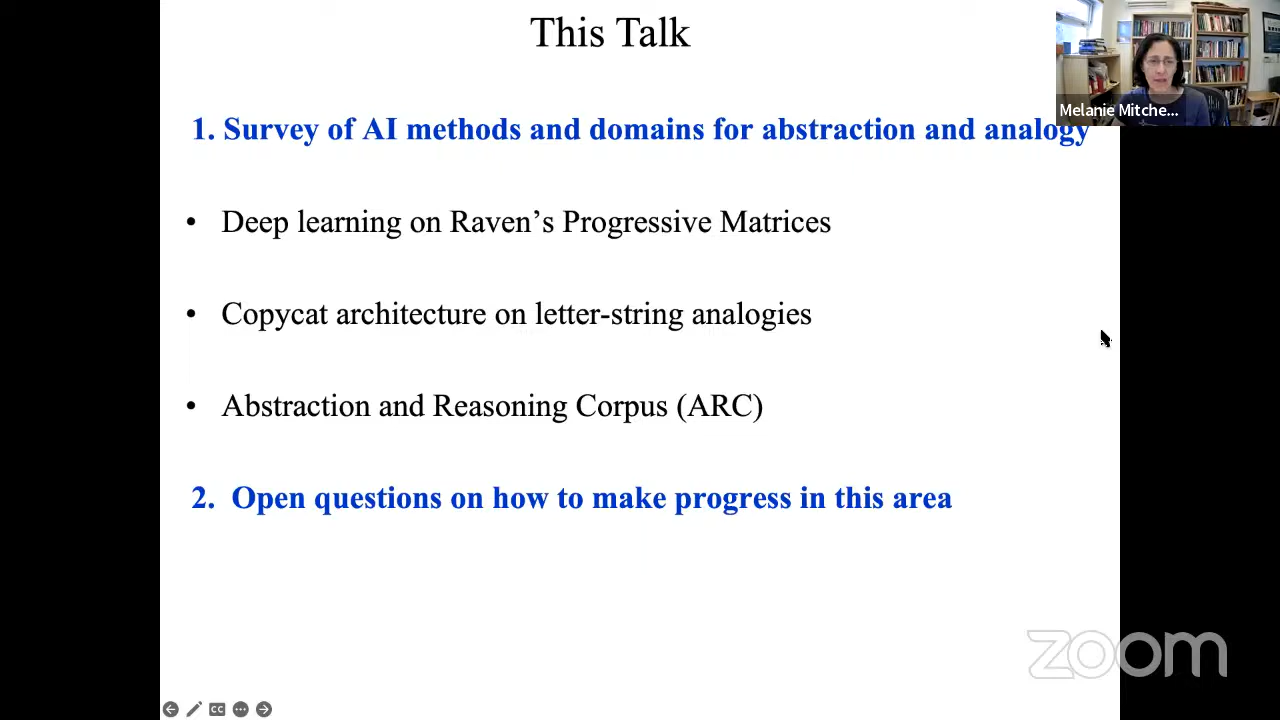 This Talk
Melanie Mitche...
1. Survey of AI methods and domains for abstraction and analogy
• Deep learning on Raven's Progressive Matrices
• Copycat architecture on letter-string analogies
• Abstraction and Reasoning Corpus (ARC)
2. Open questions on how to make progress in this area
zoom
CC